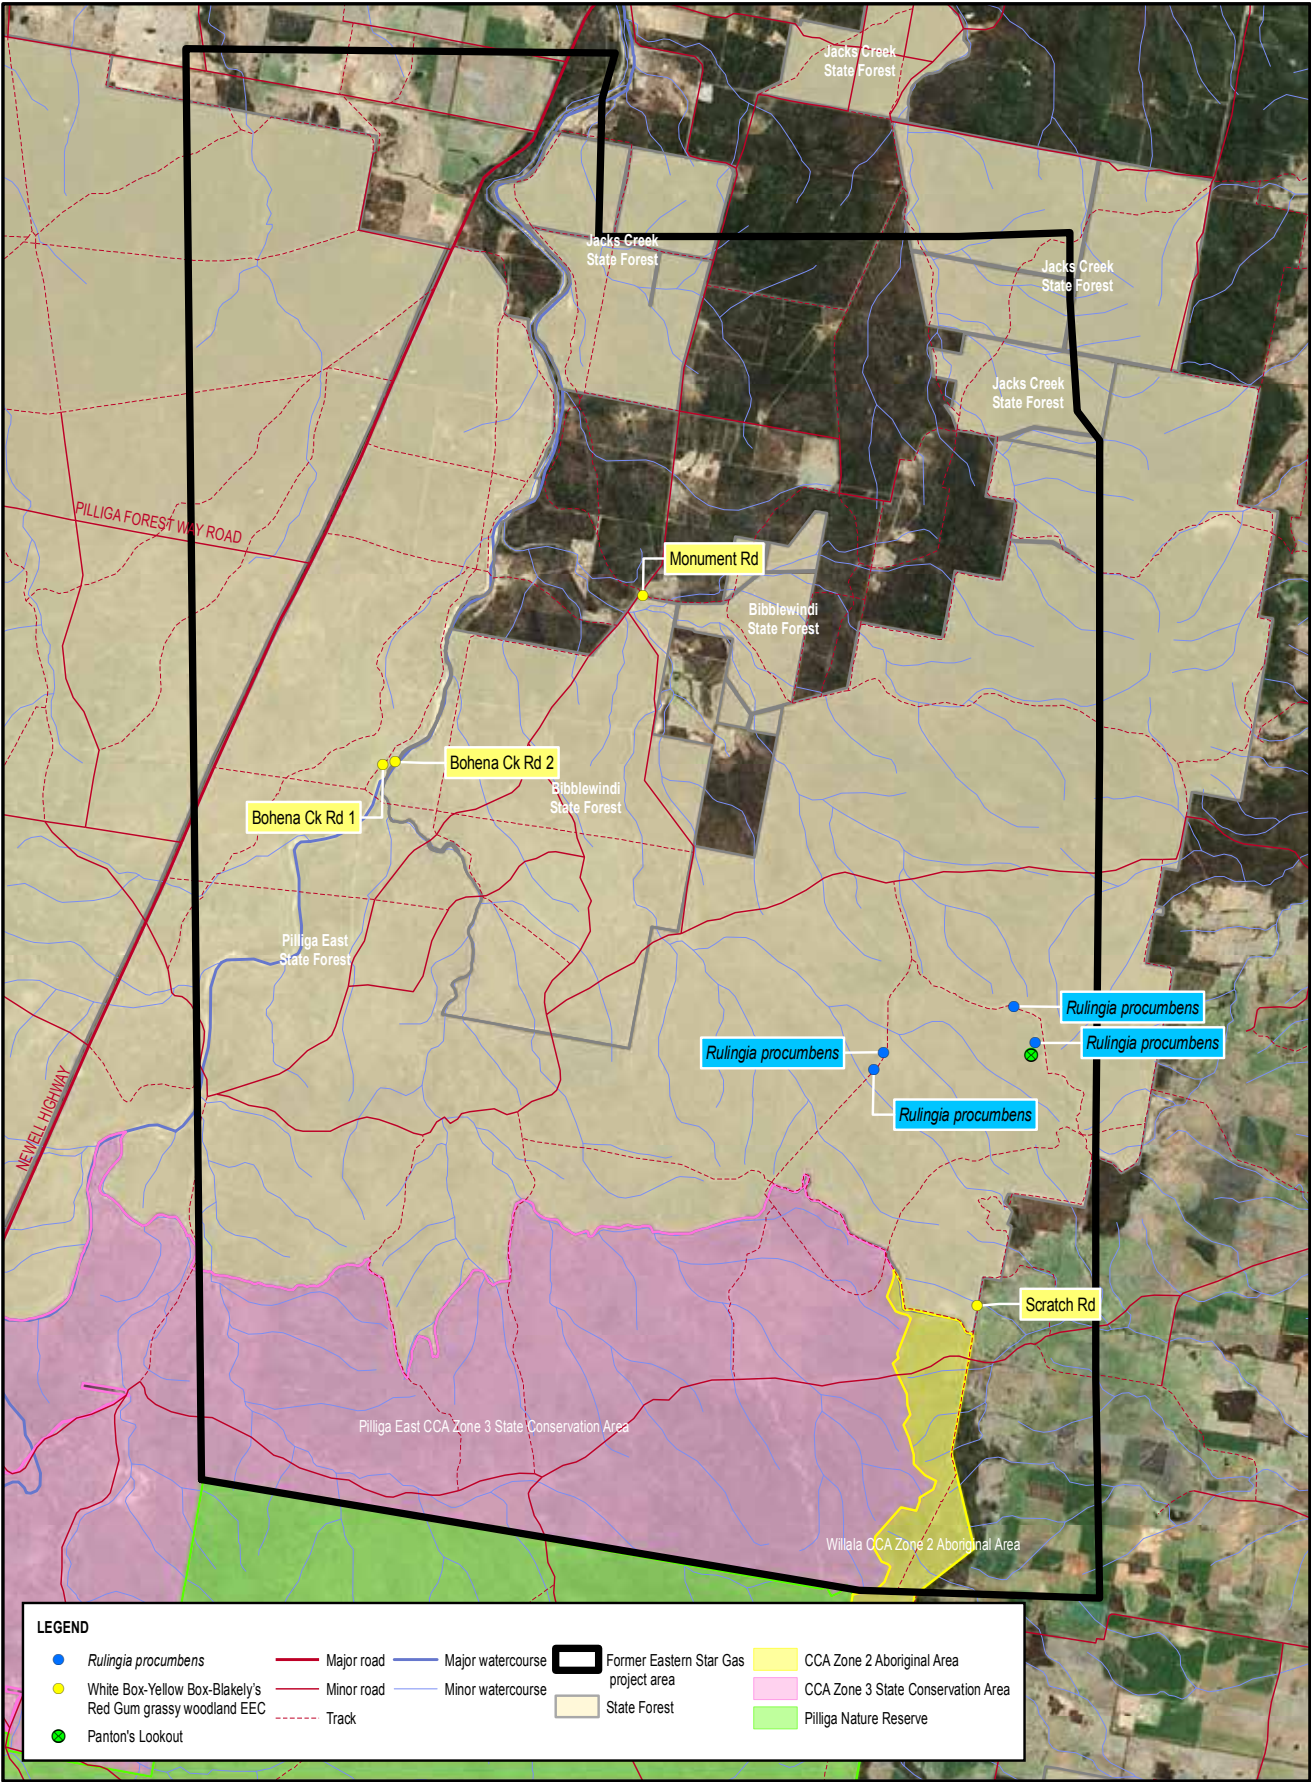 Jacks Creek
State Forest
Jacks Creek
State Forest
Jacks Creek
State Forest
Jacks Creek
State Forest
PILLIGA FOREST WAY ROAD
Monument Rd
Bibblewindi
State Forest
Bohena Ck Rd 2
Bibblewindi
State Forest
Bohena Ck Rd 1
Pilliga East
State Forest
Rulingia procumbens
Rulingia procumbens
Rulingia procumbens
Rulingia procumbens
NEWELL HIGHWAY
Scratch Rd
Pilliga East CCA Zone 3 State Conservation Area
Willala CCA Zone 2 Aboriginal Area
LEGEND
Rulingia procumbens
White Box-Yellow Box-Blakely's
Red Gum grassy woodland EEC
Panton's Lookout
Major road
Minor road
Track
Major watercourse
Minor watercourse
Former Eastern Star Gas
project area
State Forest
CCA Zone 2 Aboriginal Area
CCA Zone 3 State Conservation Area
Pilliga Nature Reserve